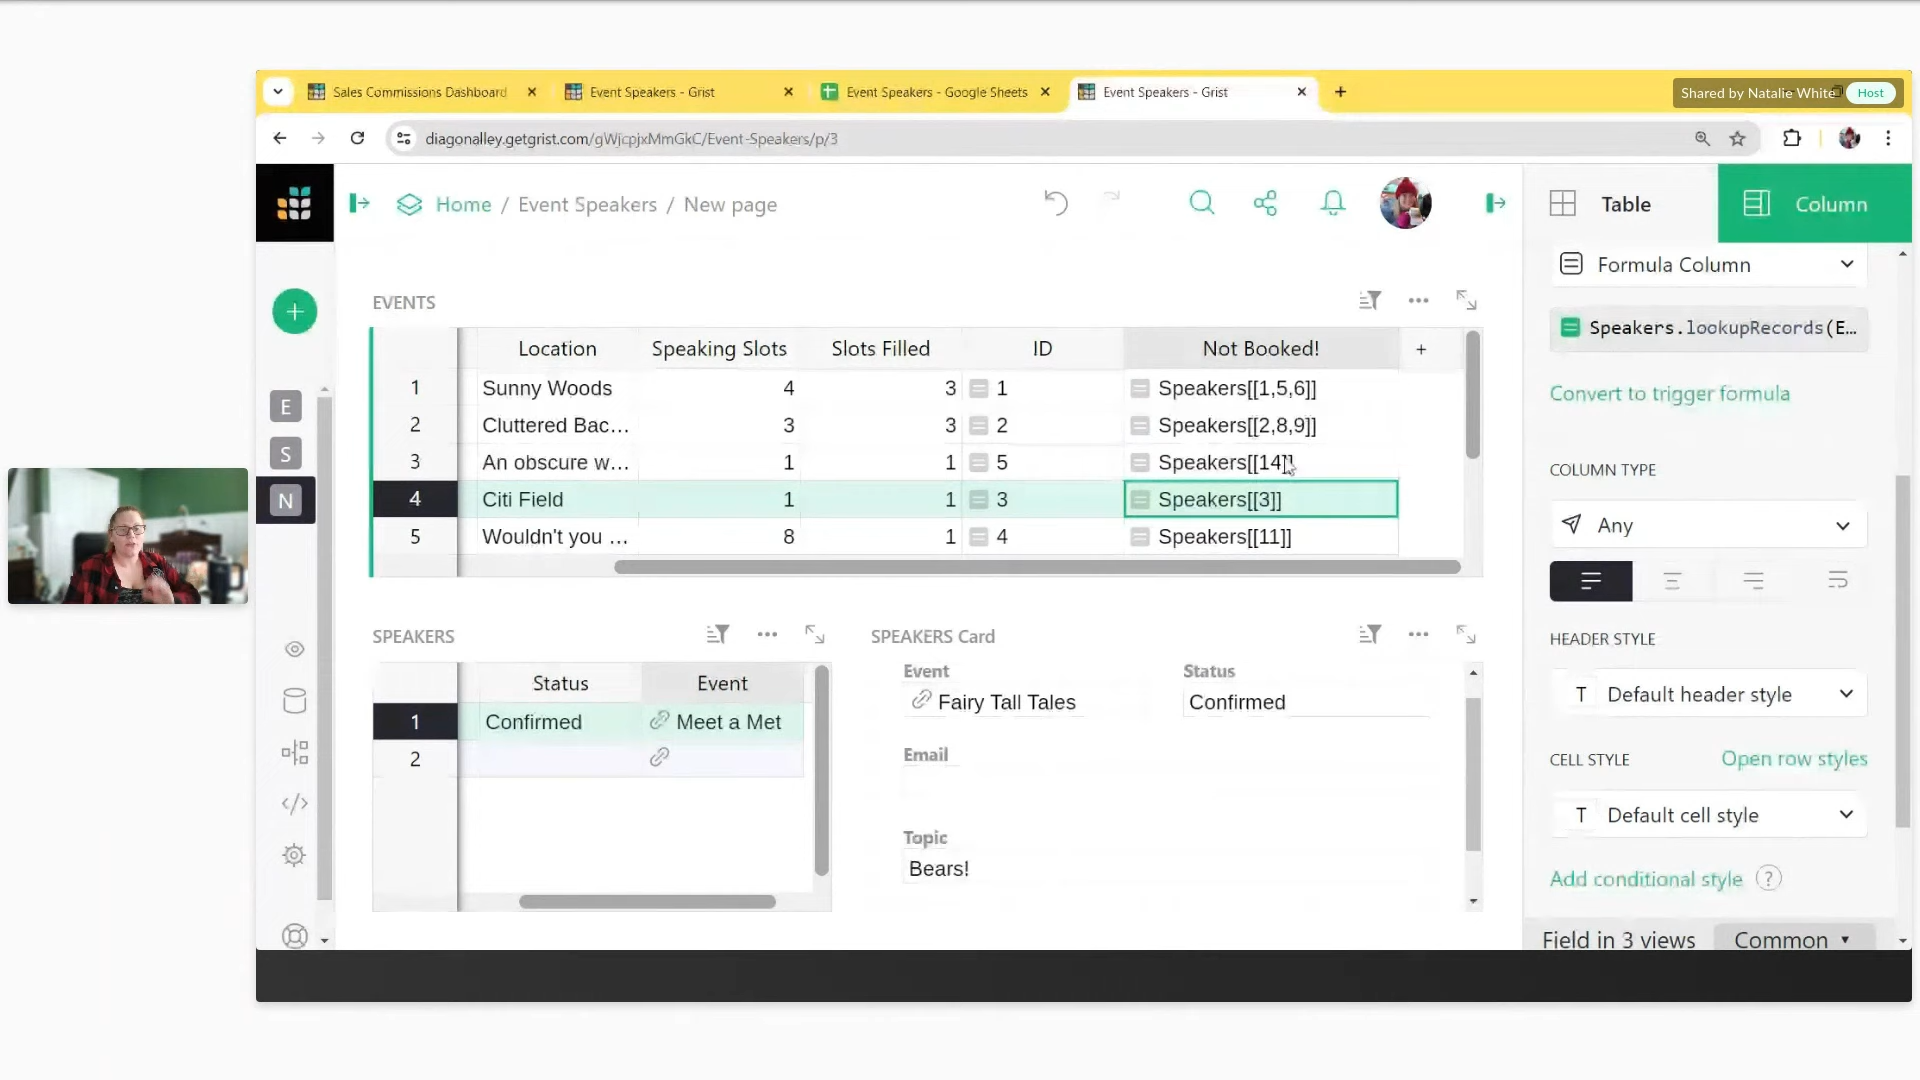 Sales Commissions Dashboard
Event Speakers - Grist
Event Speakers - Google Sheets
Event Speakers - Grist
Shared by Natalie White
Host
diagonalley.getgrist.com/gWjcpjxMmGkC/Event-Speakers/p/3
Home / Event Speakers / New page
Table
Column
Formula Column
EVENTS
Speakers.lookupRecords(E...
Location Speaking Slots Slots Filled ID Not Booked! +
1 Sunny Woods 4 3 1 Speakers[[1,5,6]]
2 Cluttered Bac... 3 3 2 Speakers[[2,8,9]]
3 An obscure w... 1 1 5 Speakers[[14]]
4 Citi Field 1 1 3 Speakers[[3]]
5 Wouldn't you ... 8 1 4 Speakers[[11]]
Convert to trigger formula
COLUMN TYPE
Any
E
S
N
HEADER STYLE
T Default header style
CELL STYLE
Open row styles
T Default cell style
Add conditional style ?
Field in 3 views
Common
SPEAKERS
Status Event
1 Confirmed Meet a Met
2
SPEAKERS Card
Event
Fairy Tall Tales
Status
Confirmed
Email
Topic
Bears!